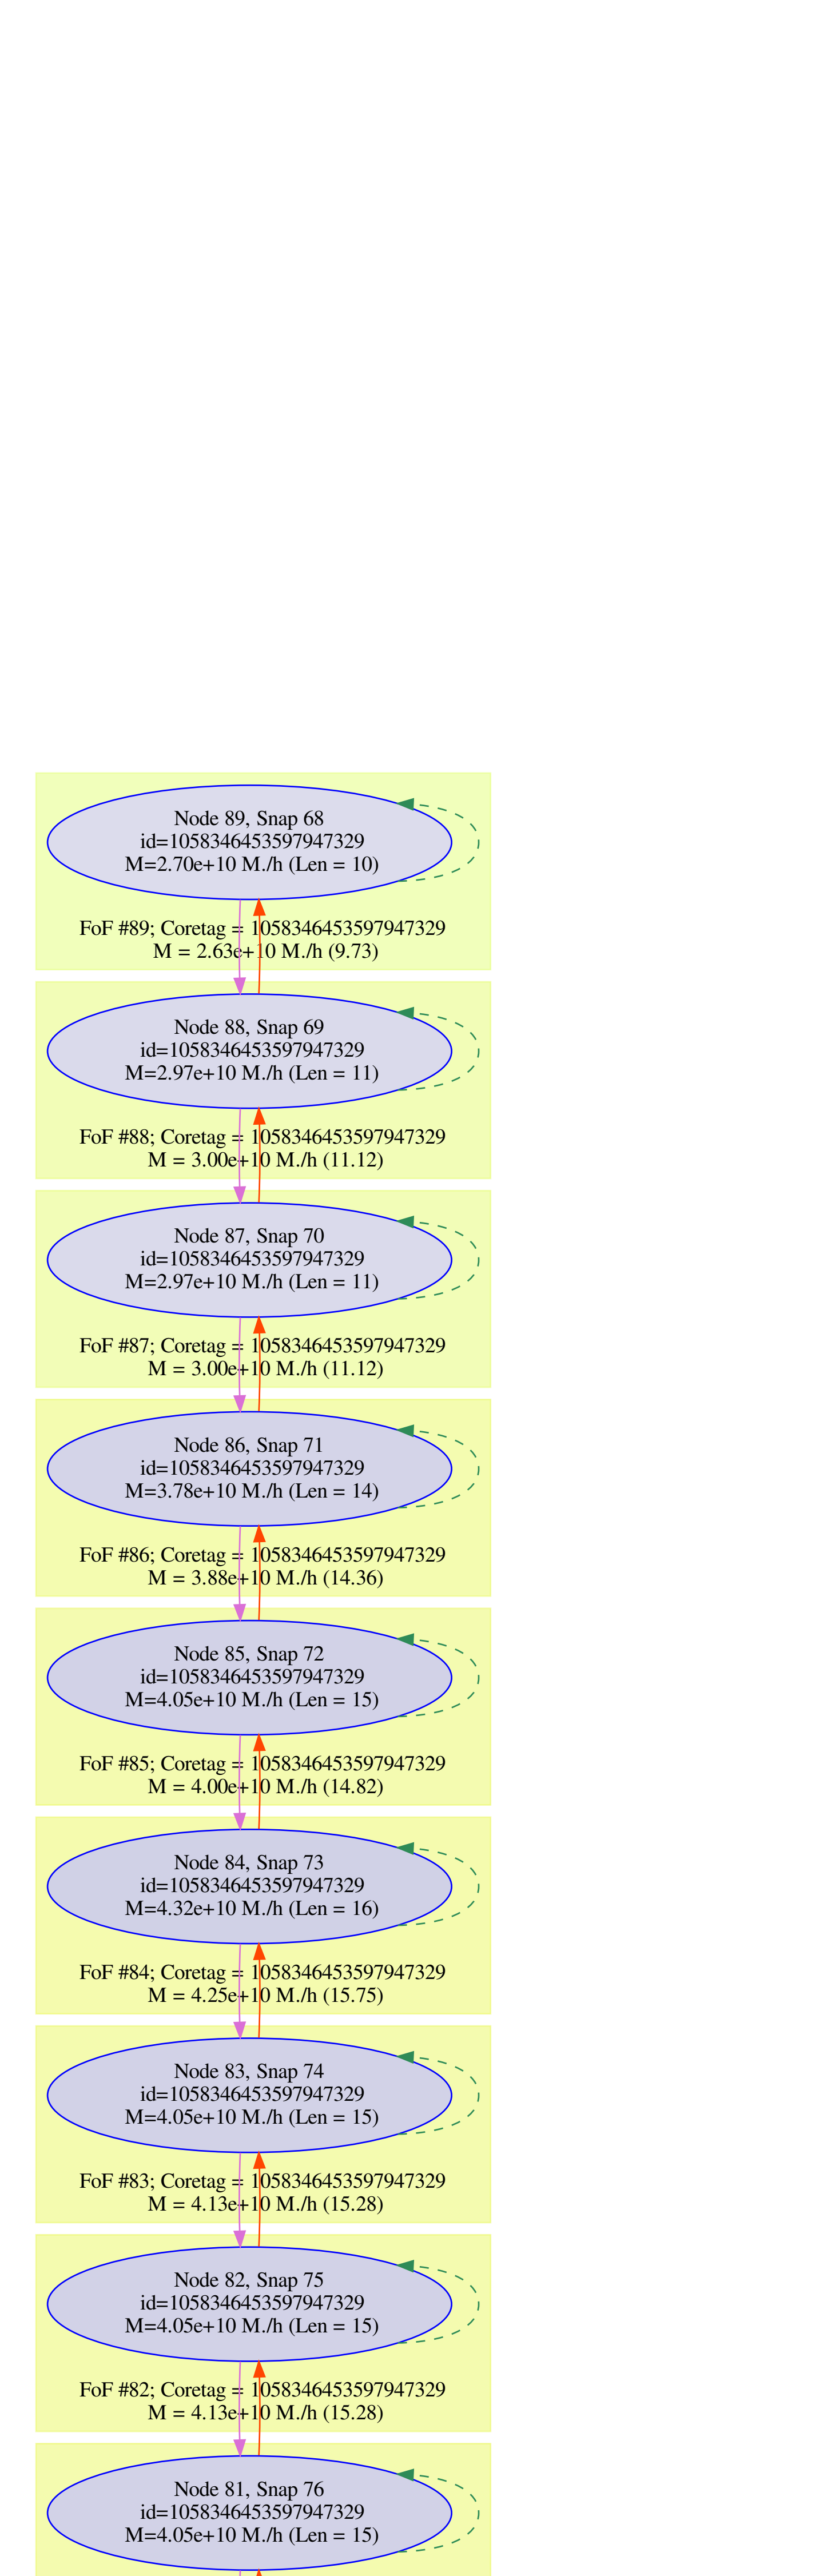 Node 89, Snap 68
id=1058346453597947329
M=2.70e+10 M./h (Len = 10)
FoF #89; Coretag = 1058346453597947329
M = 2.63e+10 M./h (9.73)
Node 88, Snap 69
id=1058346453597947329
M=2.97e+10 M./h (Len = 11)
FoF #88; Coretag = 1058346453597947329
M = 3.00e+10 M./h (11.12)
Node 87, Snap 70
id=1058346453597947329
M=2.97e+10 M./h (Len = 11)
FoF #87; Coretag = 1058346453597947329
M = 3.00e+10 M./h (11.12)
Node 86, Snap 71
id=1058346453597947329
M=3.78e+10 M./h (Len = 14)
FoF #86; Coretag = 1058346453597947329
M = 3.88e+10 M./h (14.36)
Node 85, Snap 72
id=1058346453597947329
M=4.05e+10 M./h (Len = 15)
FoF #85; Coretag = 1058346453597947329
M = 4.00e+10 M./h (14.82)
Node 84, Snap 73
id=1058346453597947329
M=4.32e+10 M./h (Len = 16)
FoF #84; Coretag = 1058346453597947329
M = 4.25e+10 M./h (15.75)
Node 83, Snap 74
id=1058346453597947329
M=4.05e+10 M./h (Len = 15)
FoF #83; Coretag = 1058346453597947329
M = 4.13e+10 M./h (15.28)
Node 82, Snap 75
id=1058346453597947329
M=4.05e+10 M./h (Len = 15)
FoF #82; Coretag = 1058346453597947329
M = 4.13e+10 M./h (15.28)
Node 81, Snap 76
id=1058346453597947329
M=4.05e+10 M./h (Len = 15)